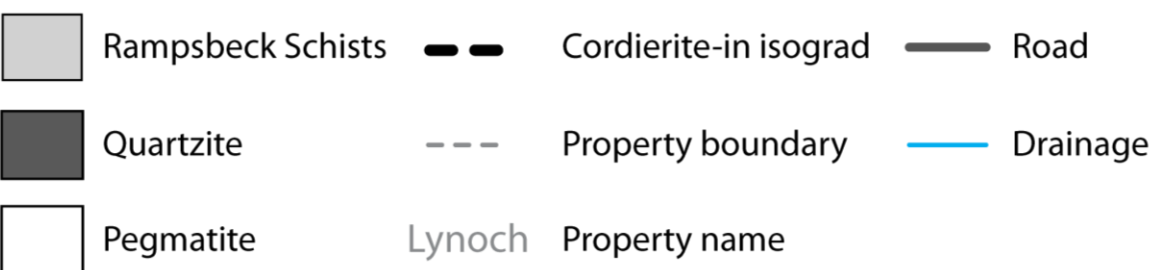 Rampsbeck Schists Cordierite-in isograd Road
Quartzite Property boundary Drainage
Pegmatite Lynoch Property name